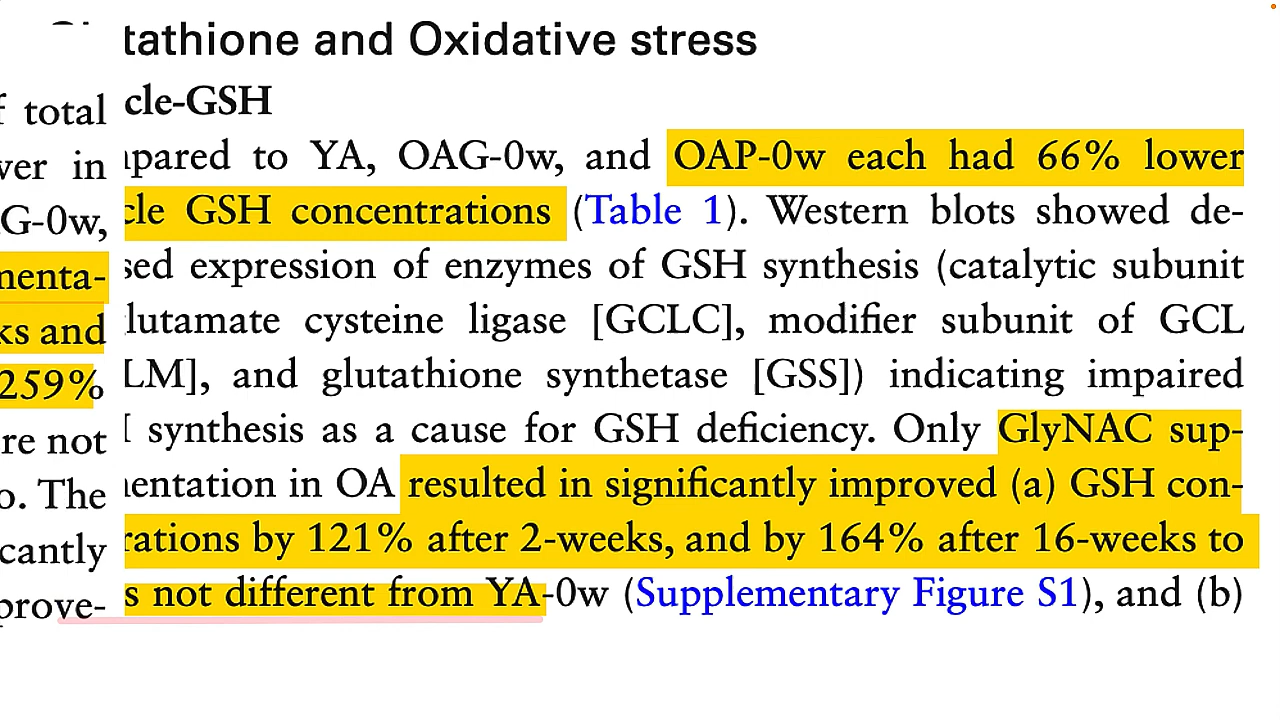 tathione and Oxidative stress
cle-GSH
pared to YA, OAG-0w, and OAP-0w each had 66% lower
cle GSH concentrations (Table 1). Western blots showed de-
sed expression of enzymes of GSH synthesis (catalytic subunit
lutamate cysteine ligase [GCLC], modifier subunit of GCL
LM], and glutathione synthetase [GSS]) indicating impaired
synthesis as a cause for GSH deficiency. Only GlyNAC sup-
entation in OA resulted in significantly improved (a) GSH con-
rations by 121% after 2-weeks, and by 164% after 16-weeks to
s not different from YA-0w (Supplementary Figure S1), and (b)
f total
ver in
G-0w,
menta-
ks and
259%
re not
o. The
cantly
prove-